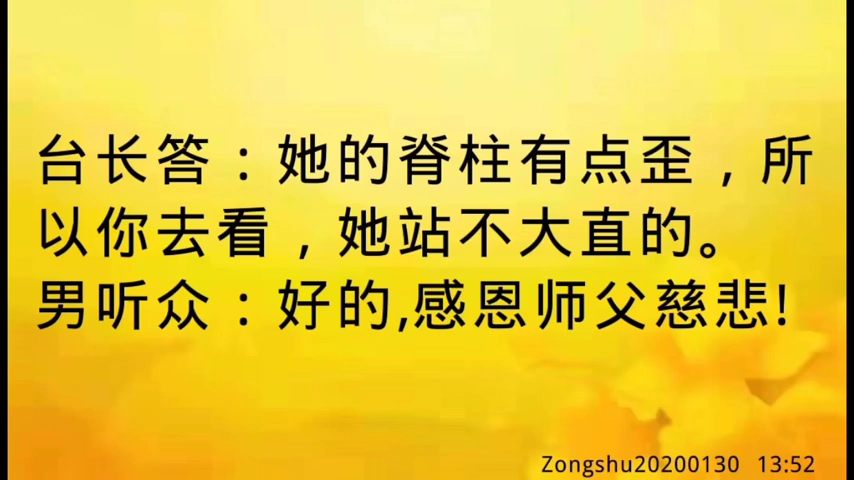 台长答：她的脊柱有点歪，所
以你去看，她站不大直的。
男听众：好的,感恩师父慈悲!
Zongshu20200130 13:52